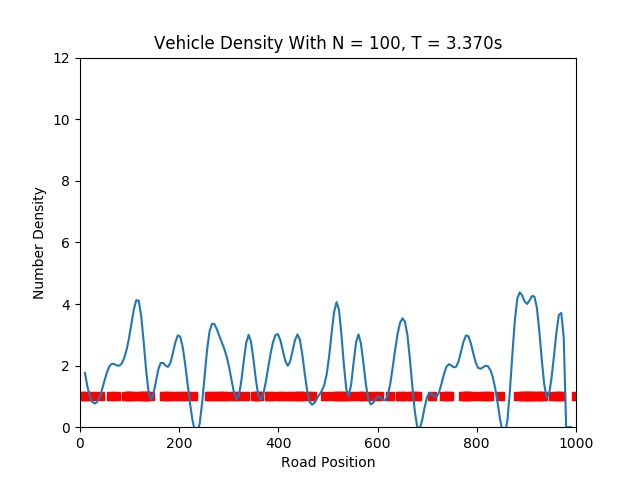 Vehicle Density With N = 100, T = 3.370s
12
10
8
6
4
2
0
Number Density
0 200 400 600 800 1000
Road Position